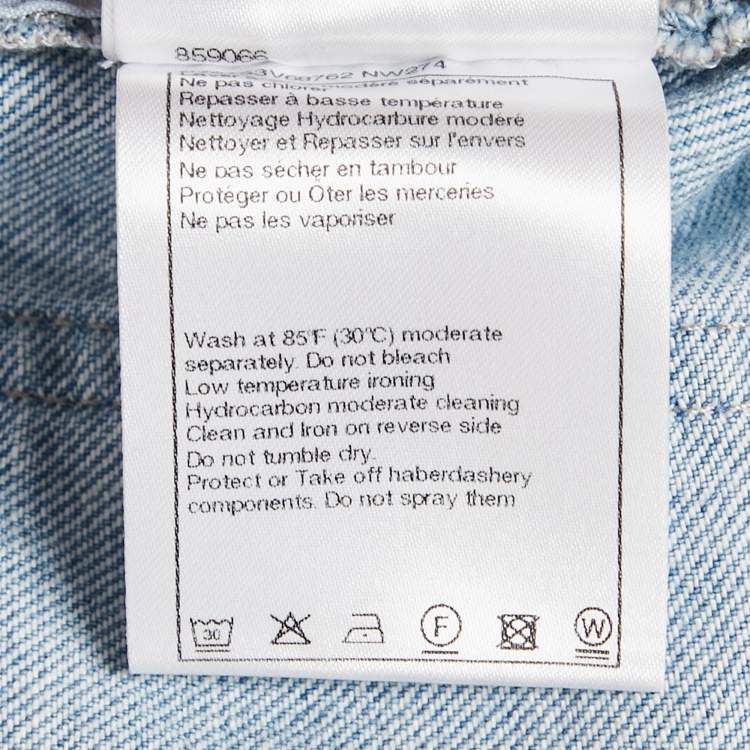 859066
NW274
Ne pas séparément
Repasser à basse température
Nettoyage Hydrocarbure modéré
Nettoyer et Repasser sur l'envers
Ne pas sécher en tambour
Protéger ou Oter les merceries
Ne pas les vaporiser
Wash at 85°F (30°C) moderate
separately. Do not bleach
Low temperature ironing
Hydrocarbon moderate cleaning
Clean and Iron on reverse side
Do not tumble dry.
Protect or Take off haberdashery
components. Do not spray them
30 F W